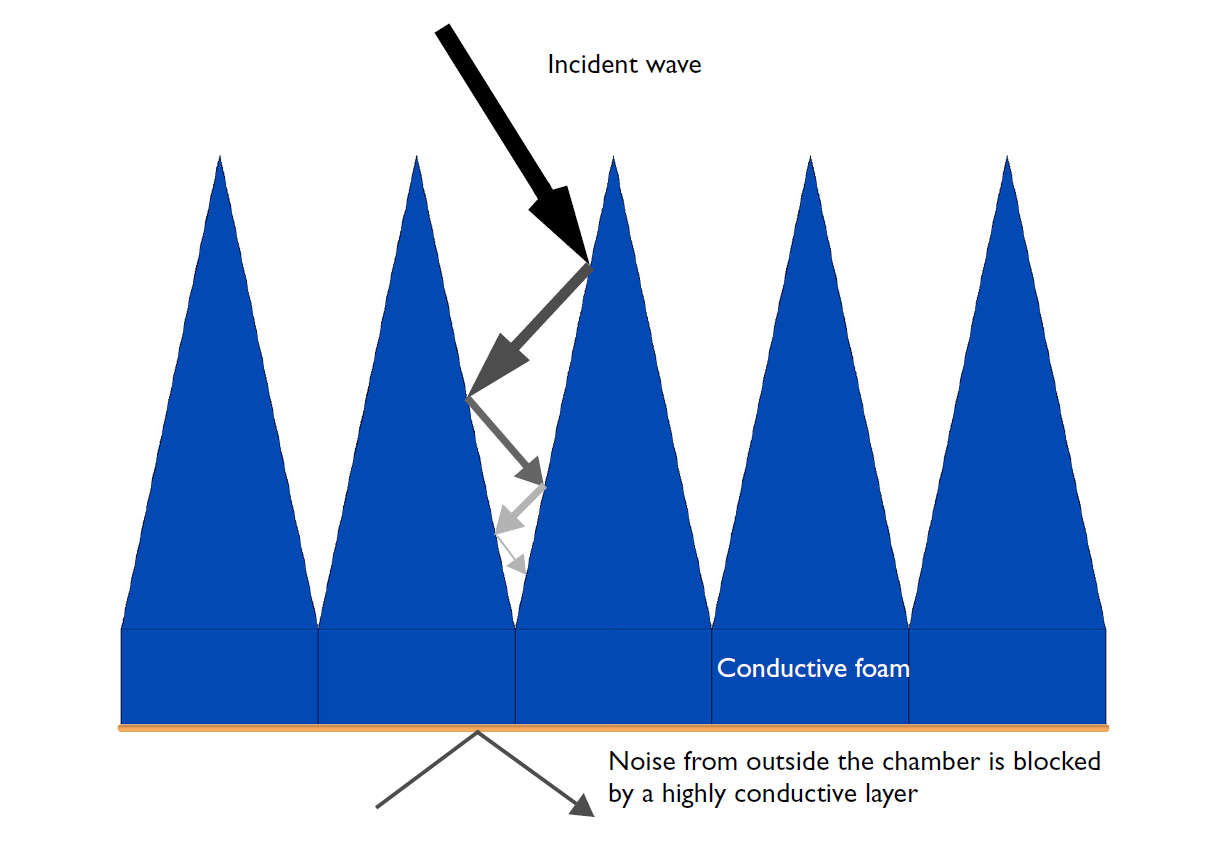 Incident wave
Conductive foam
Noise from outside the chamber is blocked
by a highly conductive layer